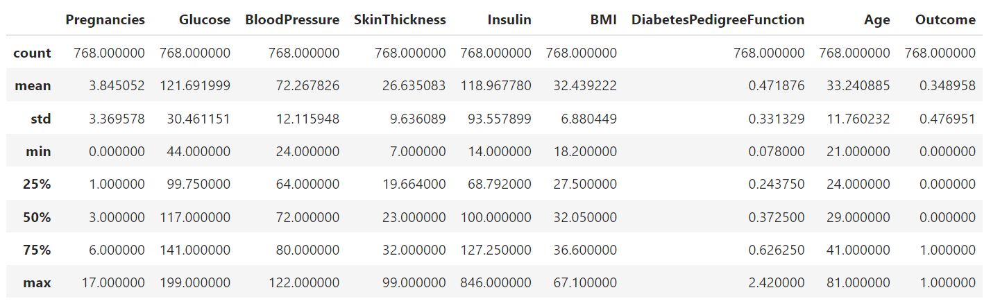 Pregnancies Glucose BloodPressure SkinThickness Insulin BMI DiabetesPedigreeFunction Age Outcome
count 768.000000 768.000000 768.000000 768.000000 768.000000 768.000000 768.000000 768.000000 768.000000
mean 3.845052 121.691999 72.267826 26.635083 118.967780 32.439222 0.471876 33.240885 0.348958
std 3.369578 30.461151 12.115948 9.636089 93.557899 6.880449 0.331329 11.760232 0.476951
min 0.000000 44.000000 24.000000 7.000000 14.000000 18.200000 0.078000 21.000000 0.000000
25% 1.000000 99.750000 64.000000 19.664000 68.792000 27.500000 0.243750 24.000000 0.000000
50% 3.000000 117.000000 72.000000 23.000000 100.000000 32.050000 0.372500 29.000000 0.000000
75% 6.000000 141.000000 80.000000 32.000000 127.250000 36.600000 0.626250 41.000000 1.000000
max 17.000000 199.000000 122.000000 99.000000 846.000000 67.100000 2.420000 81.000000 1.000000